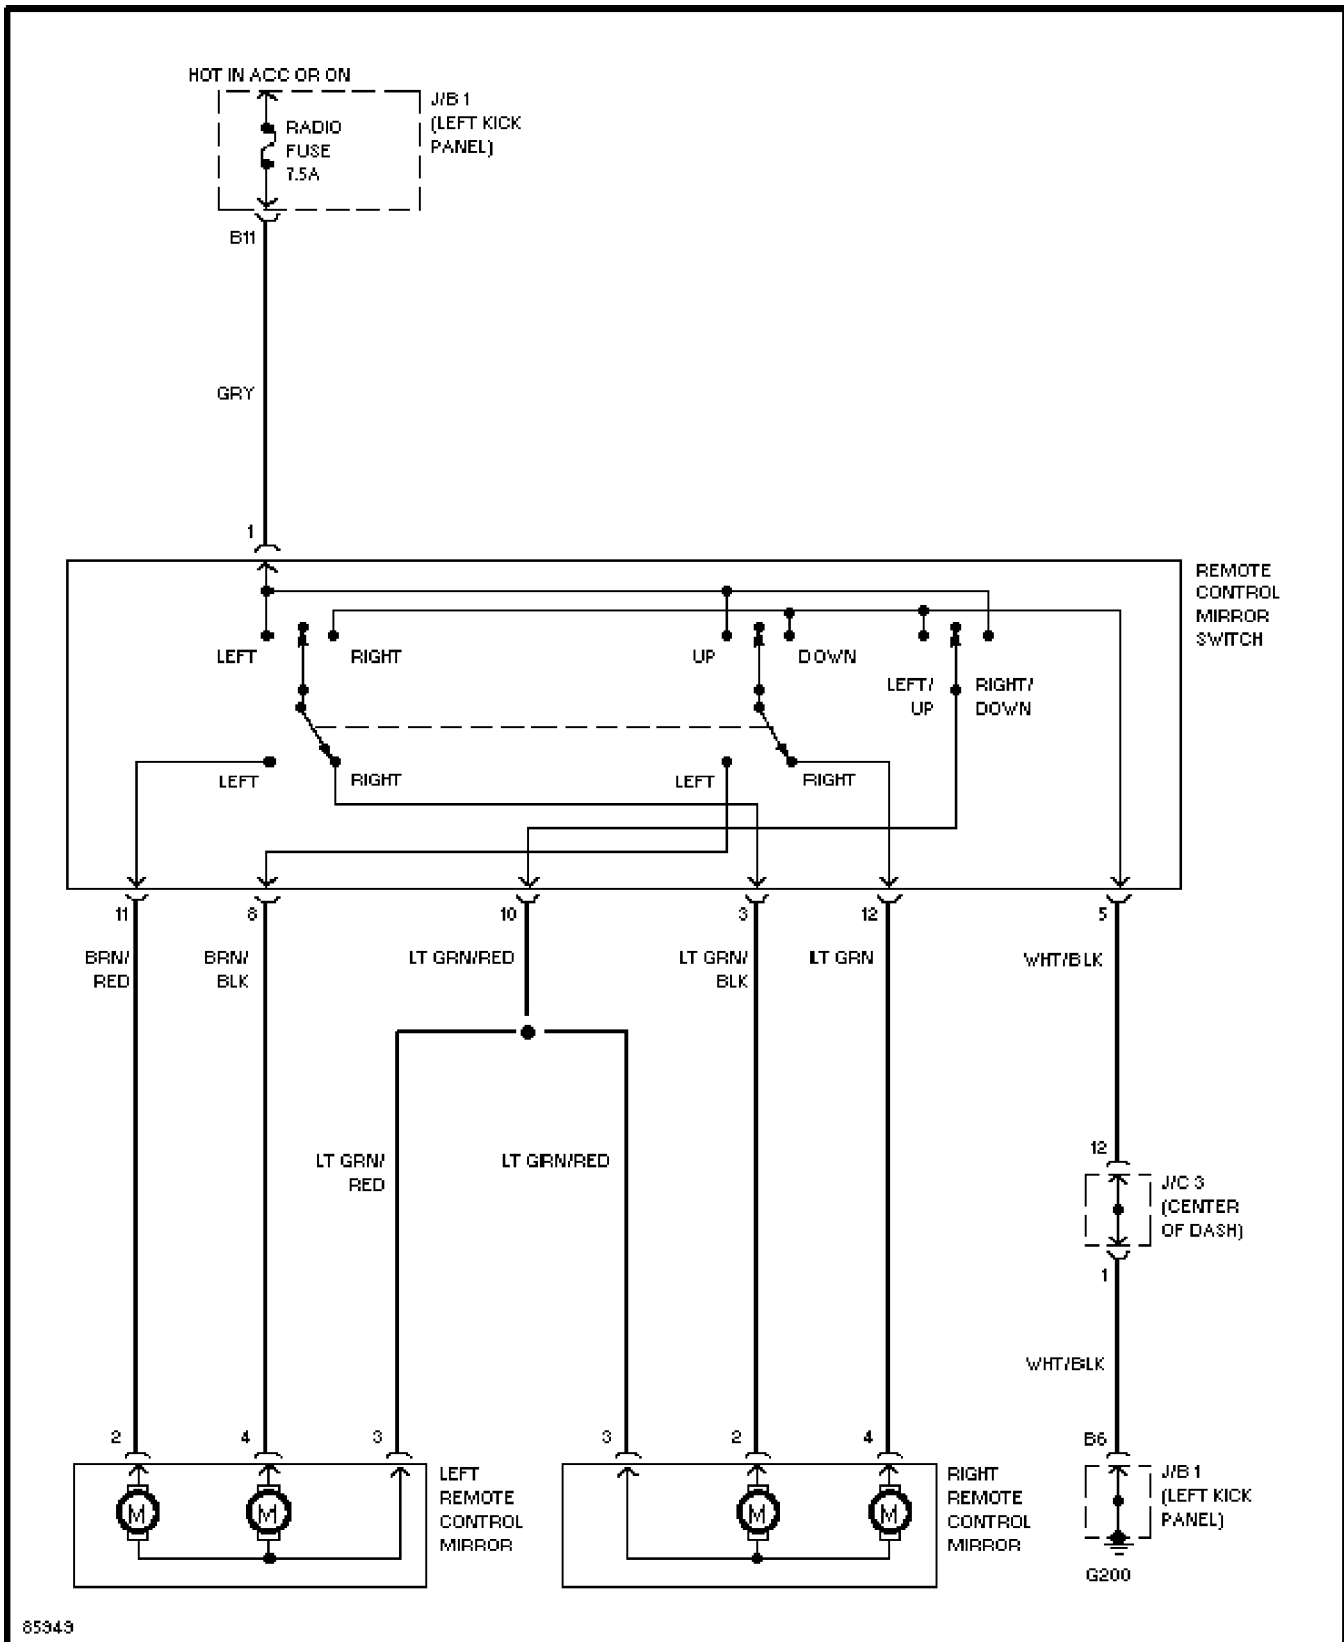 HOT IN ACC OR ON
J/B 1
(LEFT KICK
PANEL)
RADIO
FUSE
7.5A
B11
GRY
1
REMOTE
CONTROL
MIRROR
SWITCH
LEFT
RIGHT
UP
DOWN
LEFT/
UP
RIGHT/
DOWN
LEFT
RIGHT
LEFT
RIGHT
11
8
10
3
12
5
BRN/
RED
BRN/
BLK
LT GRN/RED
LT GRN/
BLK
LT GRN
WHT/BLK
LT GRN/
RED
LT GRN/RED
12
J/C 3
(CENTER
OF DASH)
1
WHT/BLK
2
4
3
3
2
4
B6
M
M
LEFT
REMOTE
CONTROL
MIRROR
M
M
RIGHT
REMOTE
CONTROL
MIRROR
J/B 1
(LEFT KICK
PANEL)
G200
85949